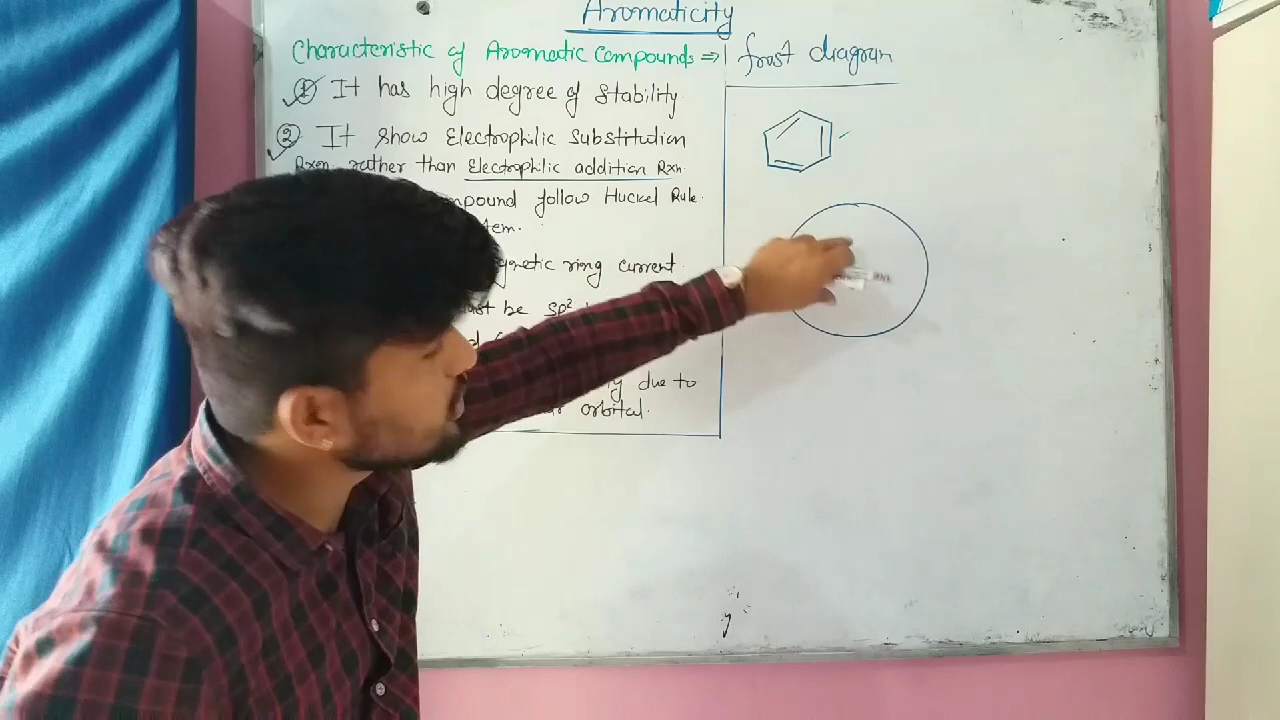 Aromaticity
Characteristic of Aromatic Compounds ⇒
① It has high degree of Stability.
② It show Electrophilic Substitution
Rxn. rather than Electrophilic addition Rxn.
mpound follow Huckel Rule.
tem.
gnetic ring current.
ust be sp²
y due to
orbital.
frost diagram